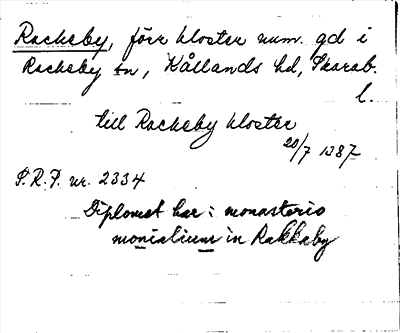 Rackeby, förr kloster num. gd i
Rackeby sn, Kållands hd, Skarab.
l.
till Rackeby kloster
20/7 1387
S.R.P. nr. 2334
Diplomet har: monasterio
monialium in Rakkaby